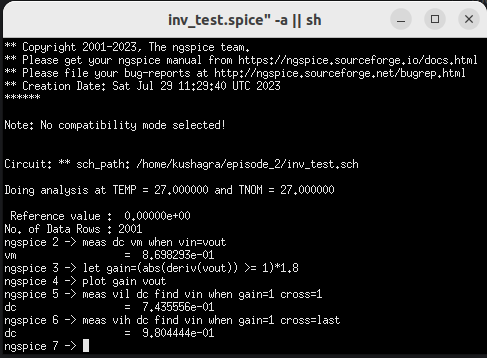 inv_test.spice" -a || sh
** Copyright 2001-2023, The ngspice team.
** Please get your ngspice manual from https://ngspice.sourceforge.io/docs.html
** Please file your bug-reports at http://ngspice.sourceforge.net/bugrep.html
** Creation Date: Sat Jul 29 11:29:40 UTC 2023
******
Note: No compatibility mode selected!
Circuit: ** sch_path: /home/kushagra/episode_2/inv_test.sch
Doing analysis at TEMP = 27.000000 and TNOM = 27.000000
Reference value :  0.00000e+00
No. of Data Rows : 2001
ngspice 2 -> meas dc vm when vin=vout
vm                  =  8.698293e-01
ngspice 3 -> let gain=(abs(deriv(vout)) >= 1)*1.8
ngspice 4 -> plot gain vout
ngspice 5 -> meas vil dc find vin when gain=1 cross=1
dc                  =  7.435556e-01
ngspice 6 -> meas vih dc find vin when gain=1 cross=last
dc                  =  9.804444e-01
ngspice 7 ->